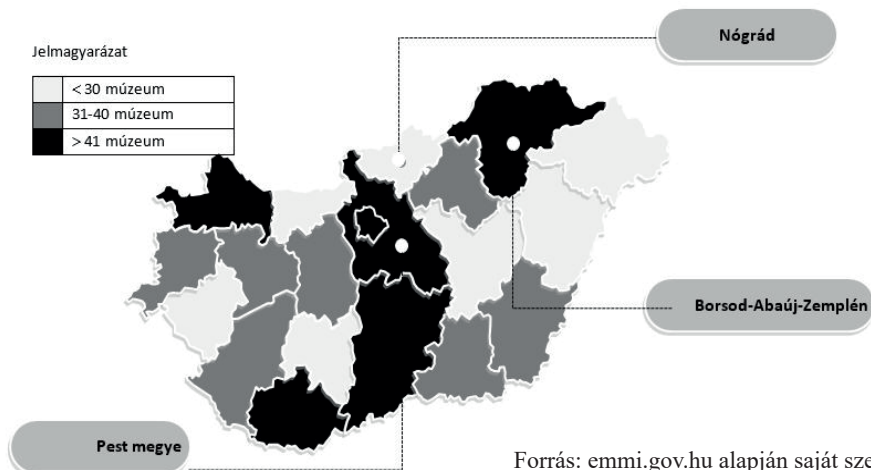 Nógrád
Jelmagyarázat
< 30 múzeum
31-40 múzeum
> 41 múzeum
Borsod-Abaúj-Zemplén
Pest megye
Forrás: emmi.gov.hu alapján saját